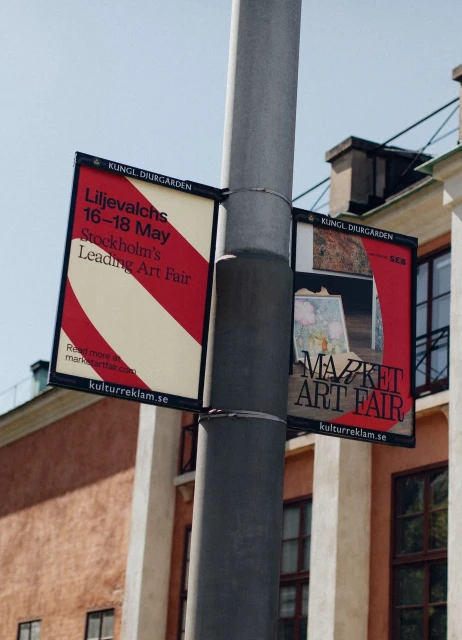 KUNGL. DJURGÅRDEN
Liljevalchs
16–18 May
Stockholm's
Leading Art Fair
Read more at
marketartfair.com
kulturreklam.se
KUNGL. DJURGÅRDEN
SEB
MARKET
ART FAIR
kulturreklam.se